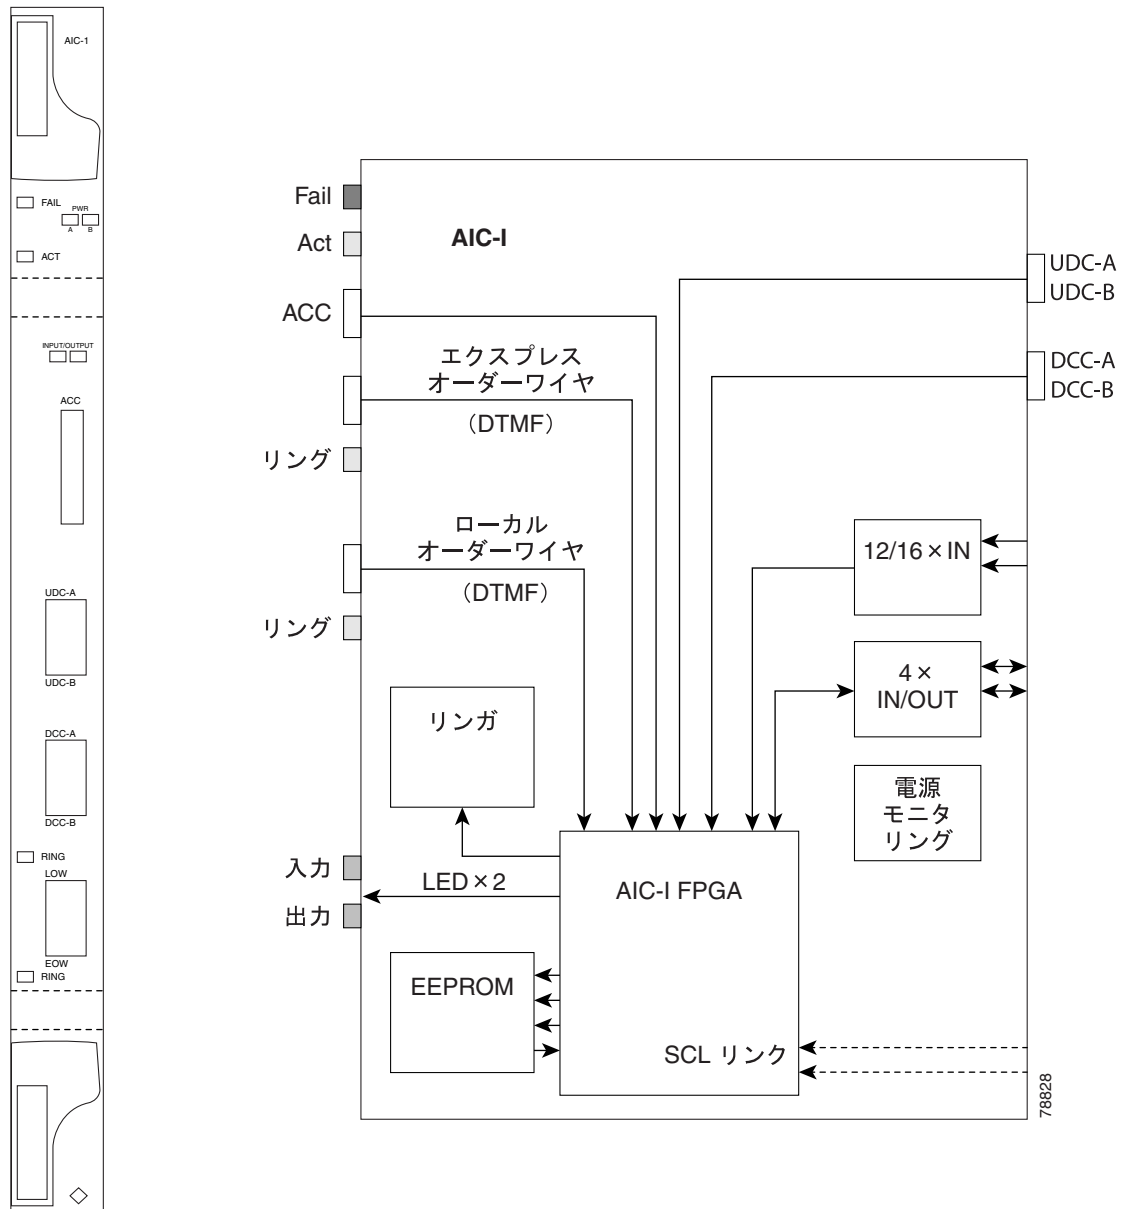 AIC-1
FAIL
PWR
A B
ACT
INPUT/OUTPUT
ACC
UDC-A
UDC-B
DCC-A
DCC-B
RING
LOW
EOW
RING
Fail
Act
AIC-I
ACC
エクスプレス
オーダーワイヤ
(DTMF)
リング
ローカル
オーダーワイヤ
(DTMF)
リング
リンガ
入力
LED×2
出力
EEPROM
AIC-I FPGA
SCL リンク
UDC-A
UDC-B
DCC-A
DCC-B
12/16×IN
4×
IN/OUT
電源
モニタ
リング
78828